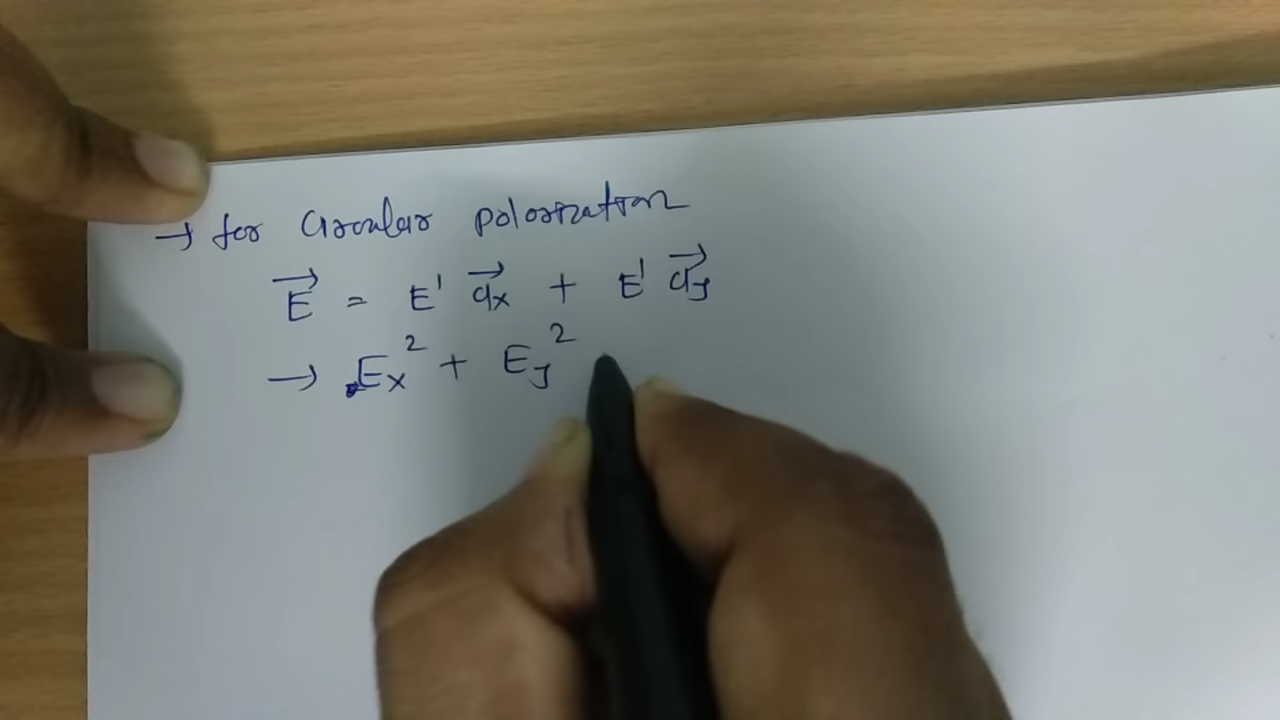 → for Circular polarization
E⃗ = E' a⃗x + E' a⃗y
→ Ex² + Ey²